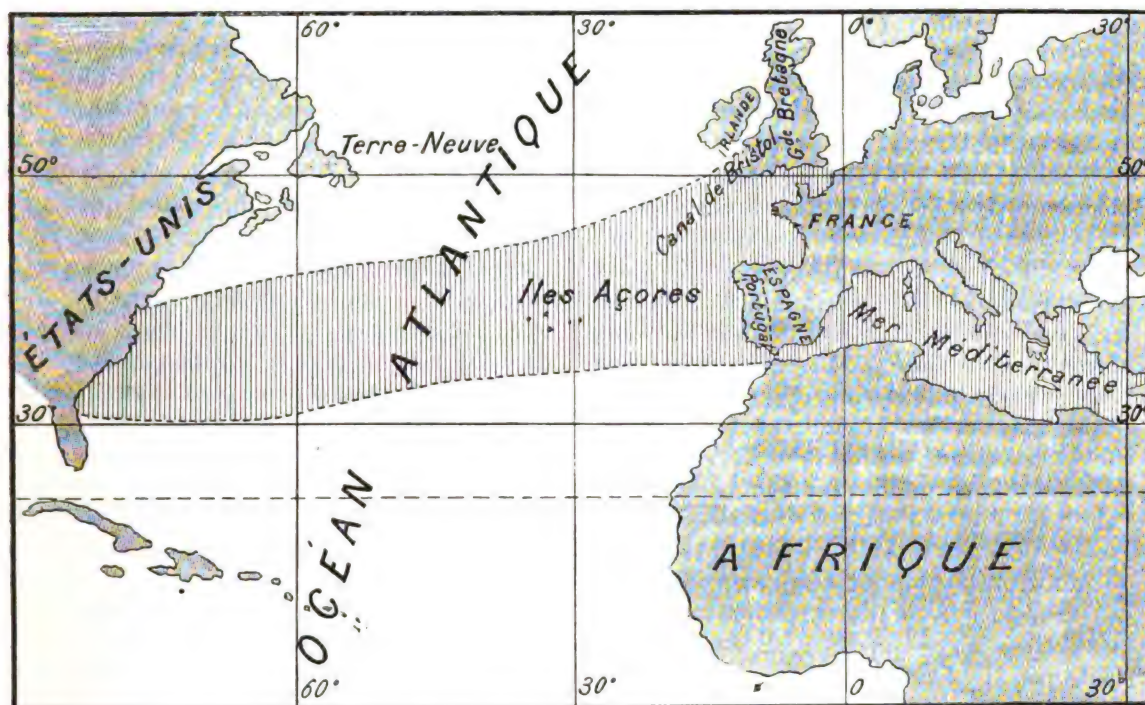 60°
30°
0°
30°
Terre-Neuve
IRLANDE
Gde Bretagne
Canal de Bristol
50°
50°
ÉTATS-UNIS
FRANCE
OCÉAN ATLANTIQUE
Iles Açores
Portugal
ESPAGNE
Mer Méditerranée
30°
30°
AFRIQUE
60°
30°
0
30°